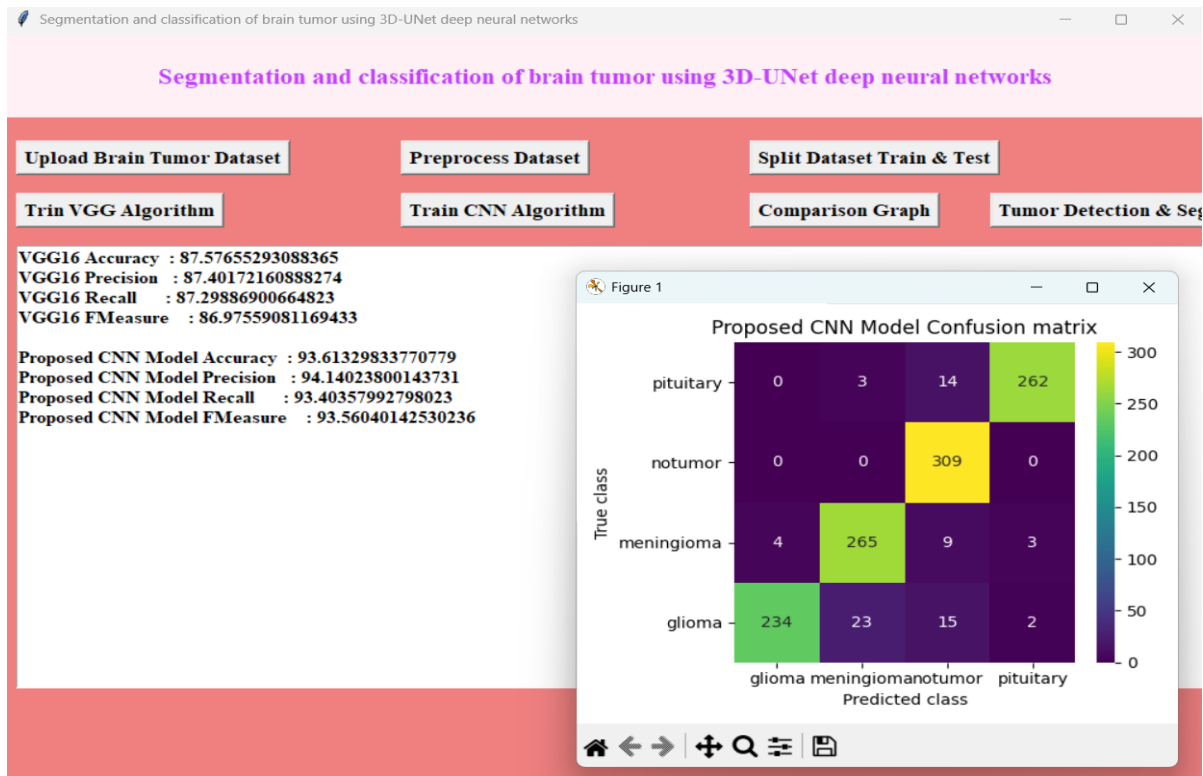 Segmentation and classification of brain tumor using 3D-UNet deep neural networks
Segmentation and classification of brain tumor using 3D-UNet deep neural networks
Upload Brain Tumor Dataset
Preprocess Dataset
Split Dataset Train & Test
Trin VGG Algorithm
Train CNN Algorithm
Comparison Graph
Tumor Detection & Seg
VGG16 Accuracy : 87.57655293088365
VGG16 Precision : 87.40172160888274
VGG16 Recall : 87.29886900664823
VGG16 FMeasure : 86.97559081169433
Proposed CNN Model Accuracy : 93.61329833770779
Proposed CNN Model Precision : 94.14023800143731
Proposed CNN Model Recall : 93.40357992798023
Proposed CNN Model FMeasure : 93.56040142530236
Figure 1
Proposed CNN Model Confusion matrix
True class
pituitary 0 3 14 262
notumor 0 0 309 0
meningioma 4 265 9 3
glioma 234 23 15 2
glioma meningioma notumor pituitary
Predicted class
300
250
200
150
100
50
0